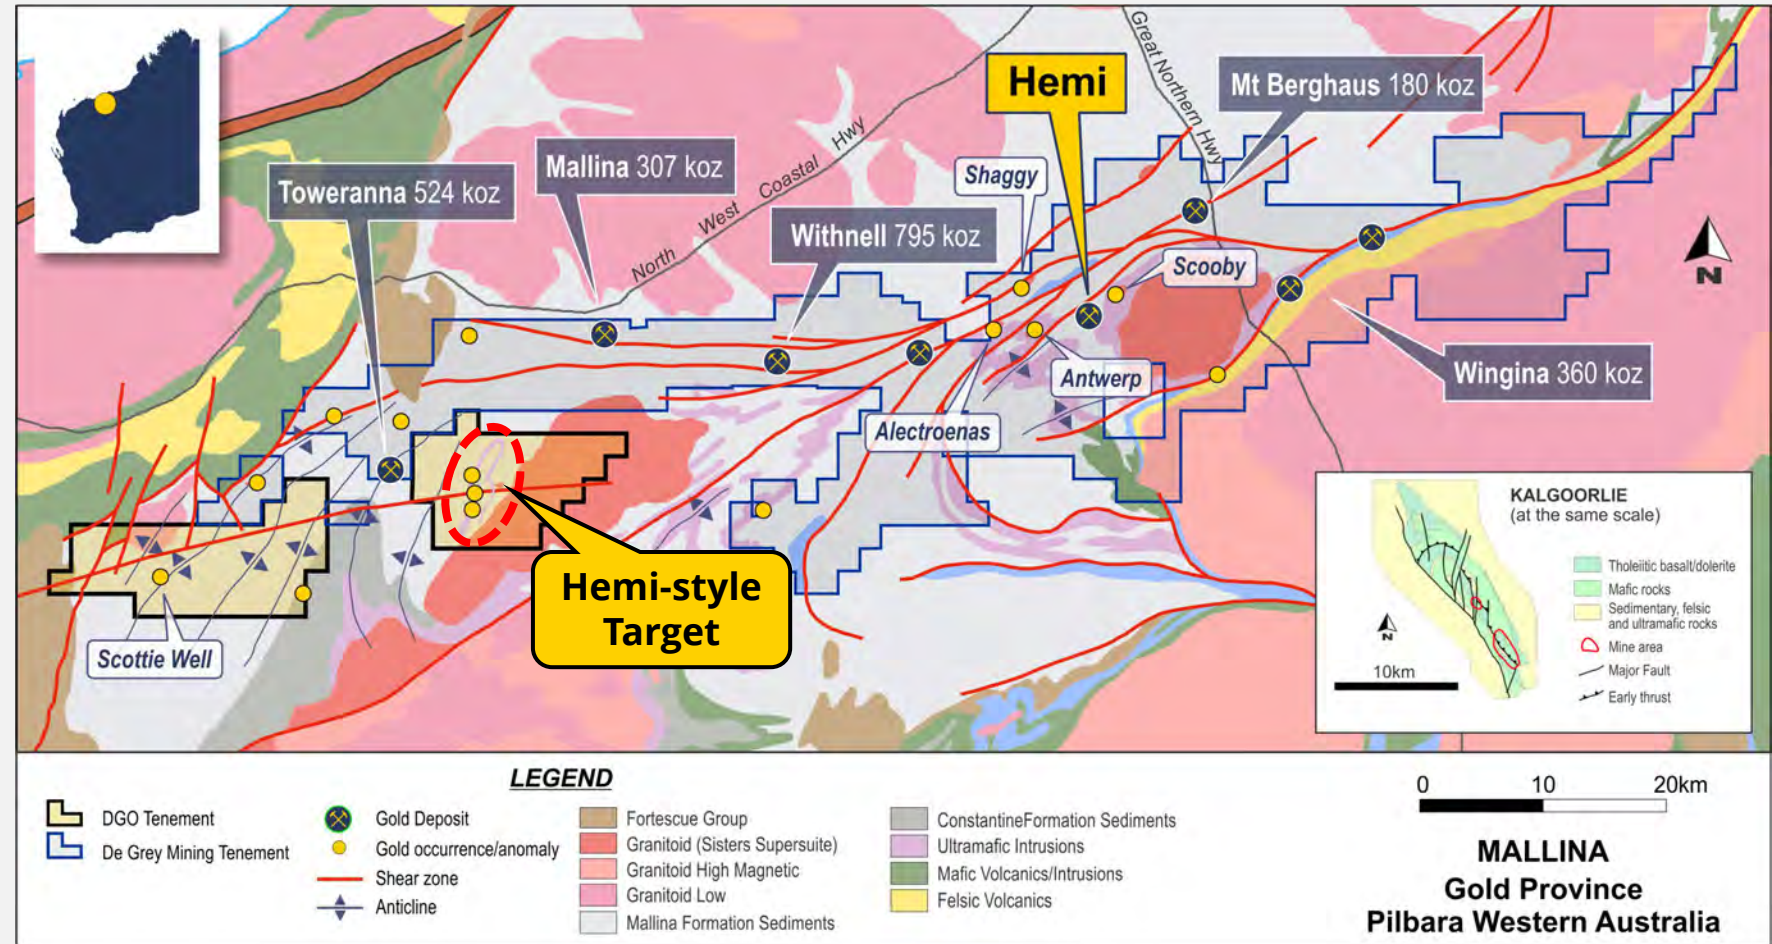 Great Northern Hwy
Hemi
Mt Berghaus 180 koz
Mallina 307 koz
North West Coastal Hwy
Shaggy
Toweranna 524 koz
Withnell 795 koz
Scooby
N
Antwerp
Wingina 360 koz
Alectroenas
Hemi-style
Target
Scottie Well
KALGOORLIE
(at the same scale)
Tholeiitic basalt/dolerite
Mafic rocks
Sedimentary, felsic
and ultramafic rocks
Mine area
Major Fault
Early thrust
N
10km
LEGEND
DGO Tenement
De Grey Mining Tenement
Gold Deposit
Gold occurrence/anomaly
Shear zone
Anticline
Fortescue Group
Granitoid (Sisters Supersuite)
Granitoid High Magnetic
Granitoid Low
Mallina Formation Sediments
ConstantineFormation Sediments
Ultramafic Intrusions
Mafic Volcanics/Intrusions
Felsic Volcanics
0 10 20km
MALLINA
Gold Province
Pilbara Western Australia